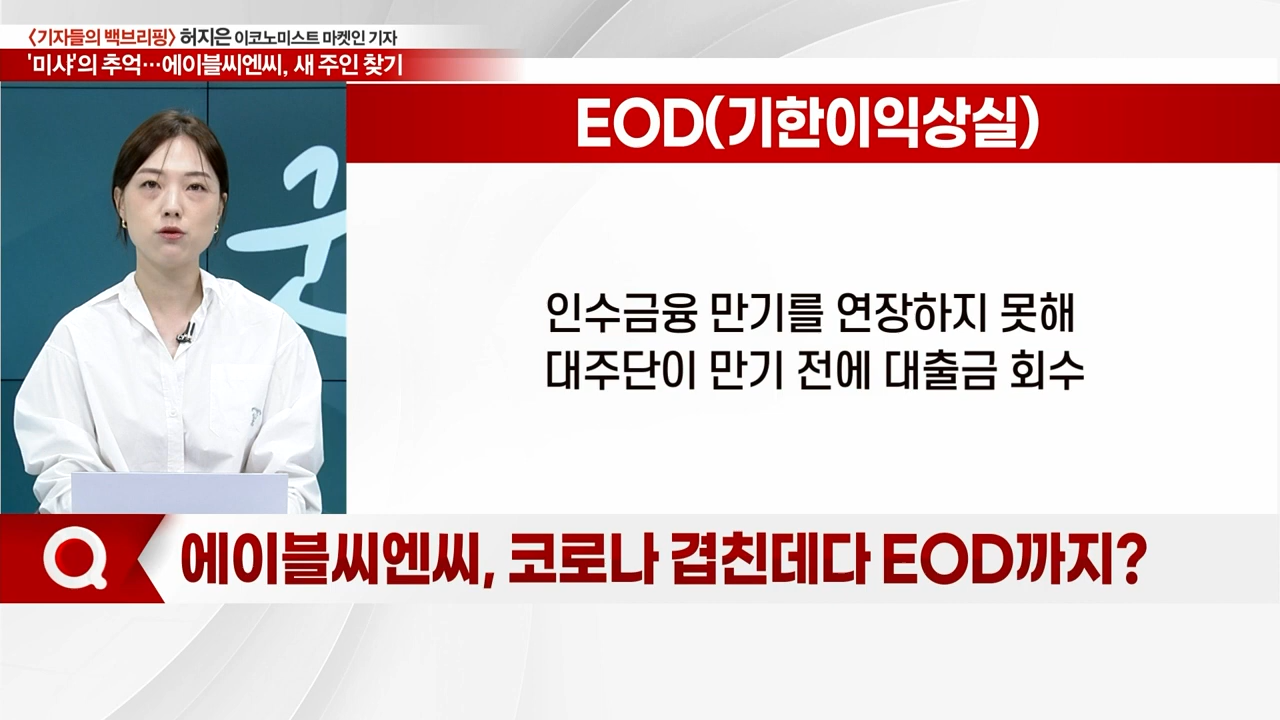 <기자들의 백브리핑> 허지은 이코노미스트 마켓인 기자
'미샤'의 추억…에이블씨엔씨, 새 주인 찾기
EOD(기한이익상실)
인수금융 만기를 연장하지 못해
대주단이 만기 전에 대출금 회수
Q 에이블씨엔씨, 코로나 겹친데다 EOD까지?